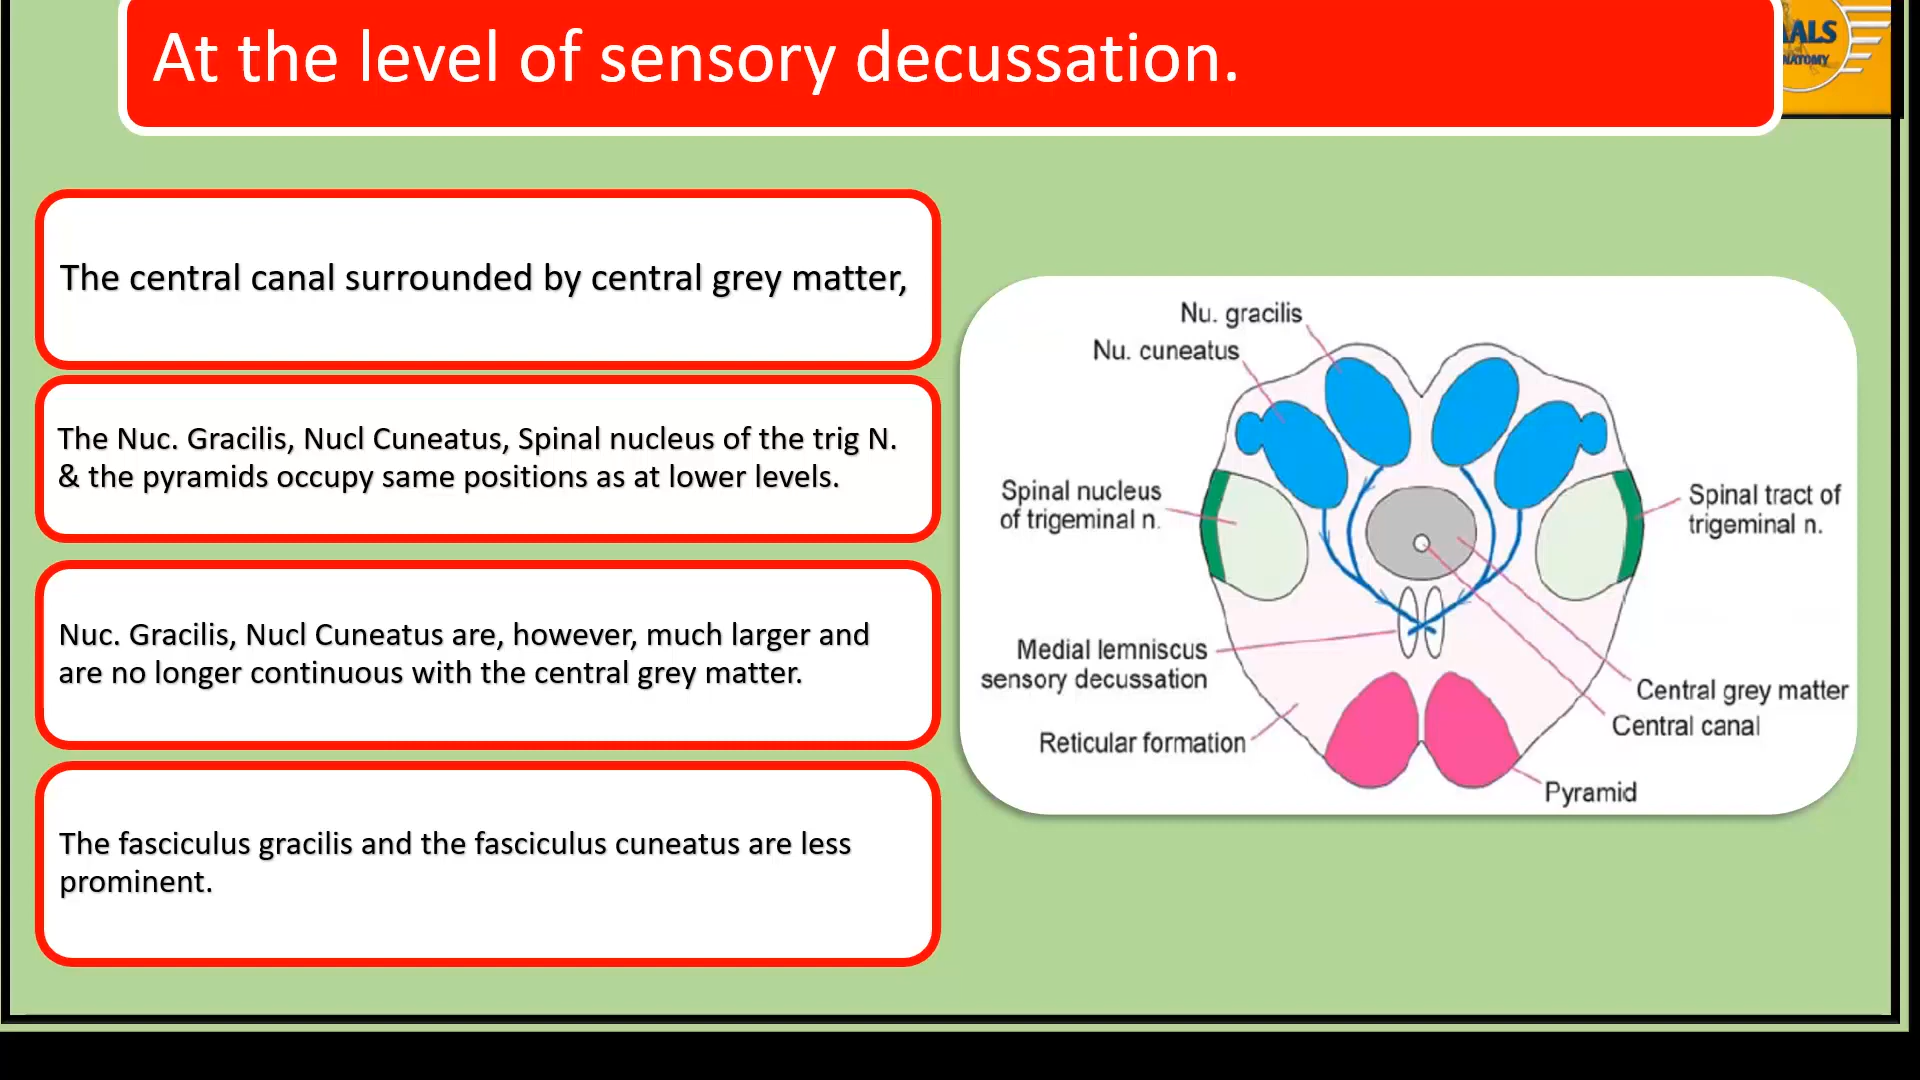 At the level of sensory decussation.
AALS
The central canal surrounded by central grey matter,
The Nuc. Gracilis, Nucl Cuneatus, Spinal nucleus of the trig N.
& the pyramids occupy same positions as at lower levels.
Nuc. Gracilis, Nucl Cuneatus are, however, much larger and
are no longer continuous with the central grey matter.
The fasciculus gracilis and the fasciculus cuneatus are less
prominent.
Nu. gracilis
Nu. cuneatus
Spinal nucleus
of trigeminal n.
Spinal tract of
trigeminal n.
Medial lemniscus
sensory decussation
Reticular formation
Central grey matter
Central canal
Pyramid